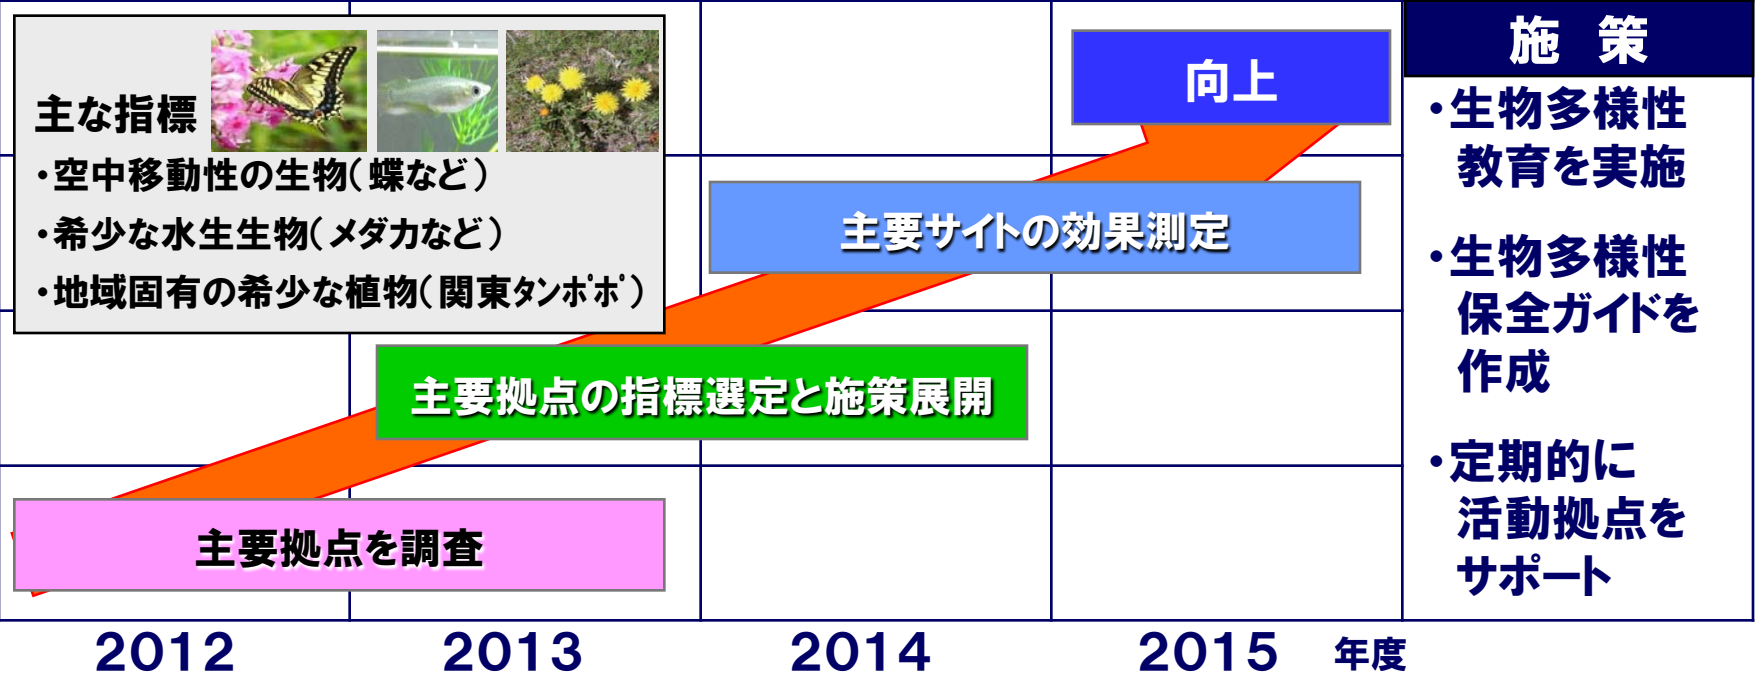 主な指標
・空中移動性の生物(蝶など)
・希少な水生生物(メダカなど)
・地域固有の希少な植物(関東タンポポ)
向上
主要サイトの効果測定
主要拠点の指標選定と施策展開
主要拠点を調査
2012 2013 2014 2015 年度
施 策
・生物多様性
教育を実施
・生物多様性
保全ガイドを
作成
・定期的に
活動拠点を
サポート